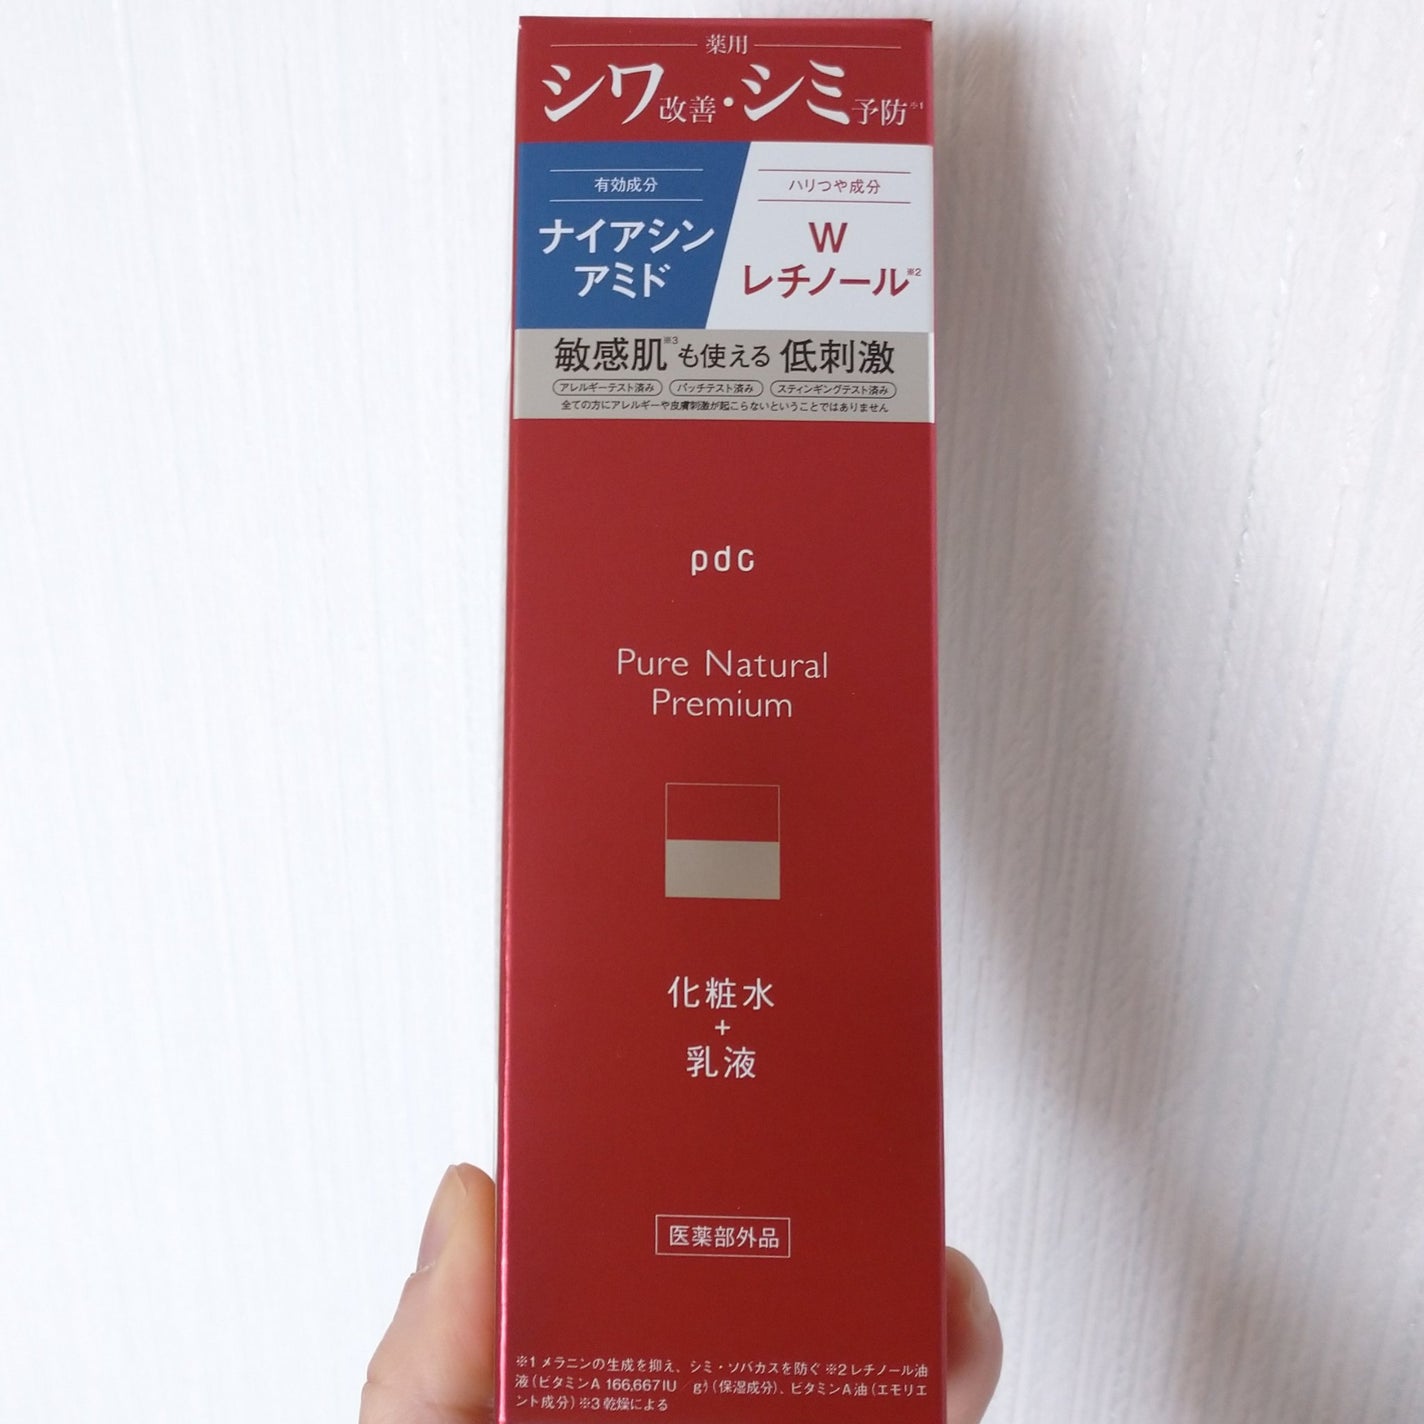 薬用
シワ改善・シミ予防※1
有効成分
ナイアシン
アミド
ハリつや成分
W
レチノール※2
敏感肌※3も使える 低刺激
アレルギーテスト済み パッチテスト済み スティンギングテスト済み
全ての方にアレルギーや皮膚刺激が起こらないということではありません
pdc
Pure Natural
Premium
化粧水
+
乳液
医薬部外品
※1 メラニンの生成を抑え、シミ・ソバカスを防ぐ ※2 レチノール油
液(ビタミンA 166,667IU/g)(保湿成分)、ビタミンA油(エモリエ
ント成分)※3 乾燥による